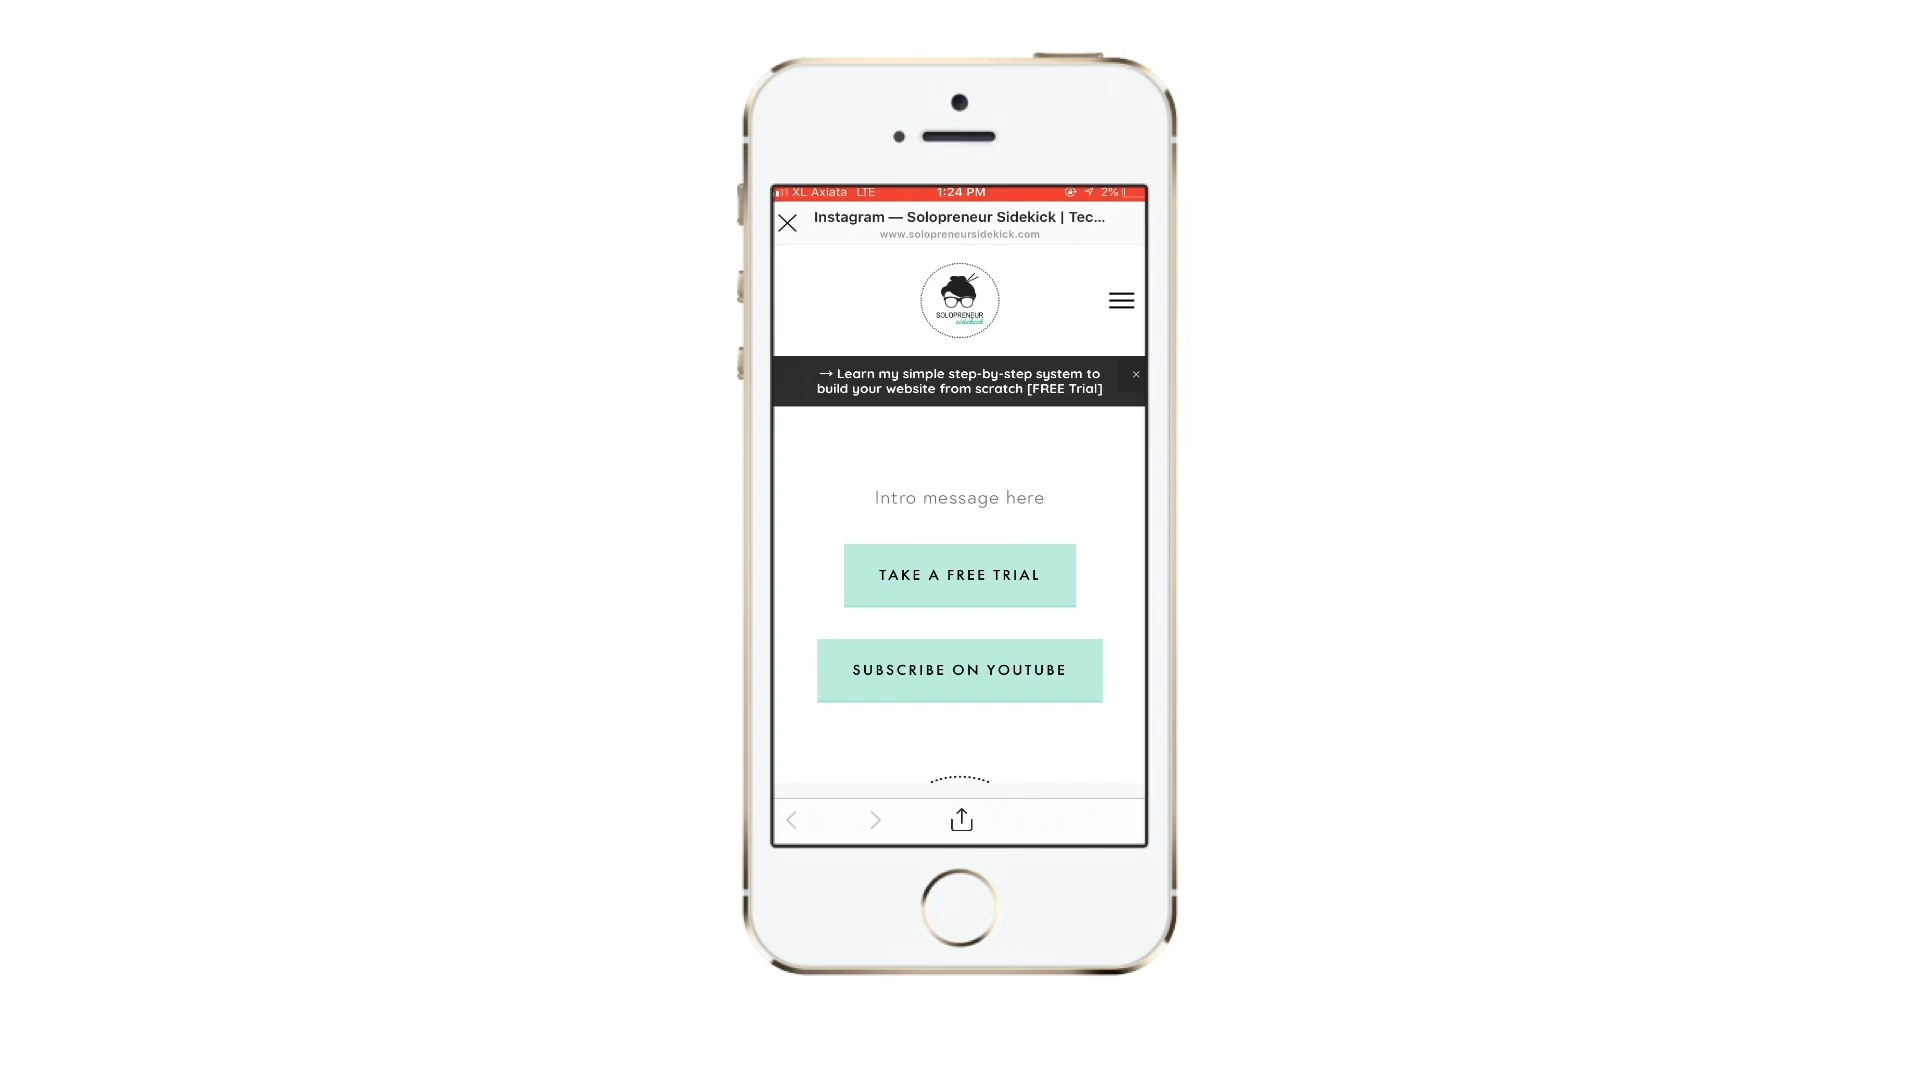 XL Axiata LTE 1:24 PM 2%
Instagram — Solopreneur Sidekick | Tec...
www.solopreneursidekick.com
SOLOPRENEUR
sidekick
→ Learn my simple step-by-step system to
build your website from scratch [FREE Trial]
Intro message here
TAKE A FREE TRIAL
SUBSCRIBE ON YOUTUBE